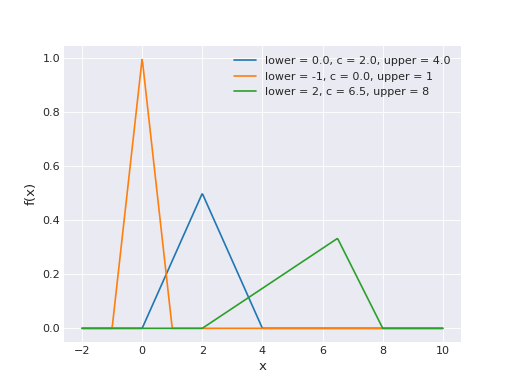 lower = 0.0, c = 2.0, upper = 4.0
lower = -1, c = 0.0, upper = 1
lower = 2, c = 6.5, upper = 8
1.0
0.8
0.6
0.4
0.2
0.0
f(x)
−2 0 2 4 6 8 10
x